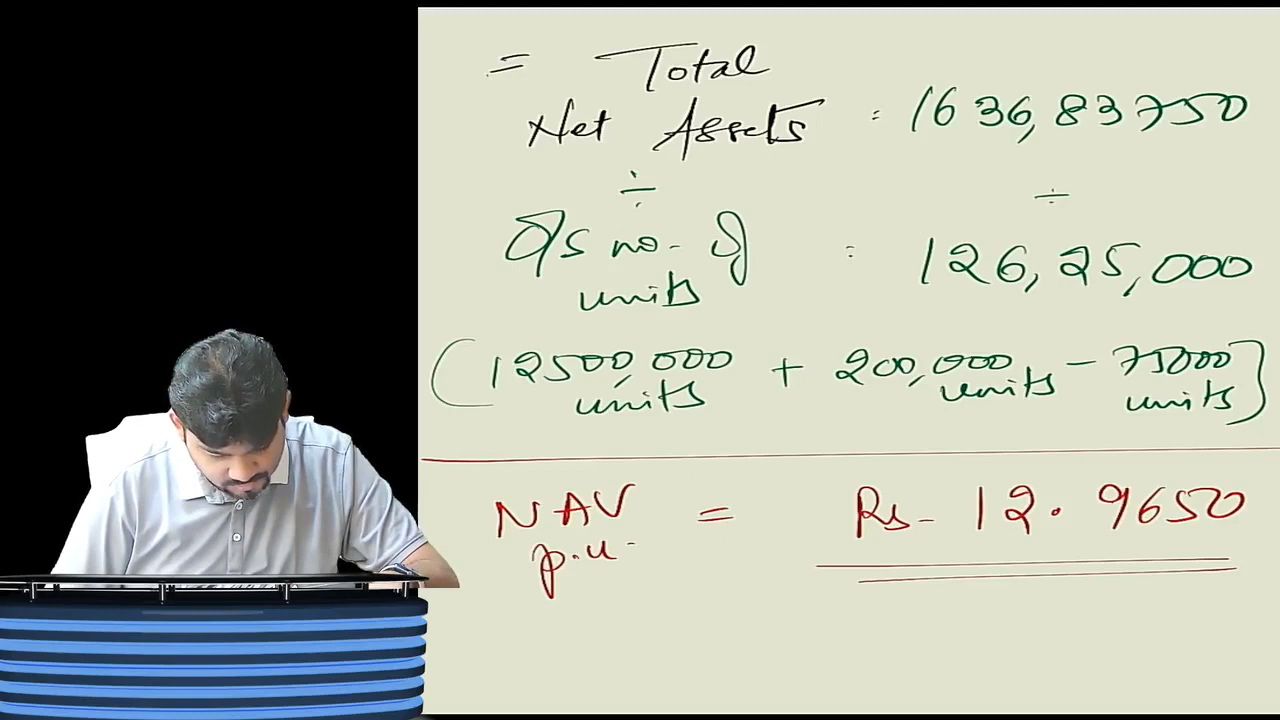 = Total
Net Assets : 1636,83750
÷ ÷
O/s no. of : 126,25,000
units
(12500,000 + 200,000 - 75000)
units units units
NAV = Rs- 12.9650
p.u.